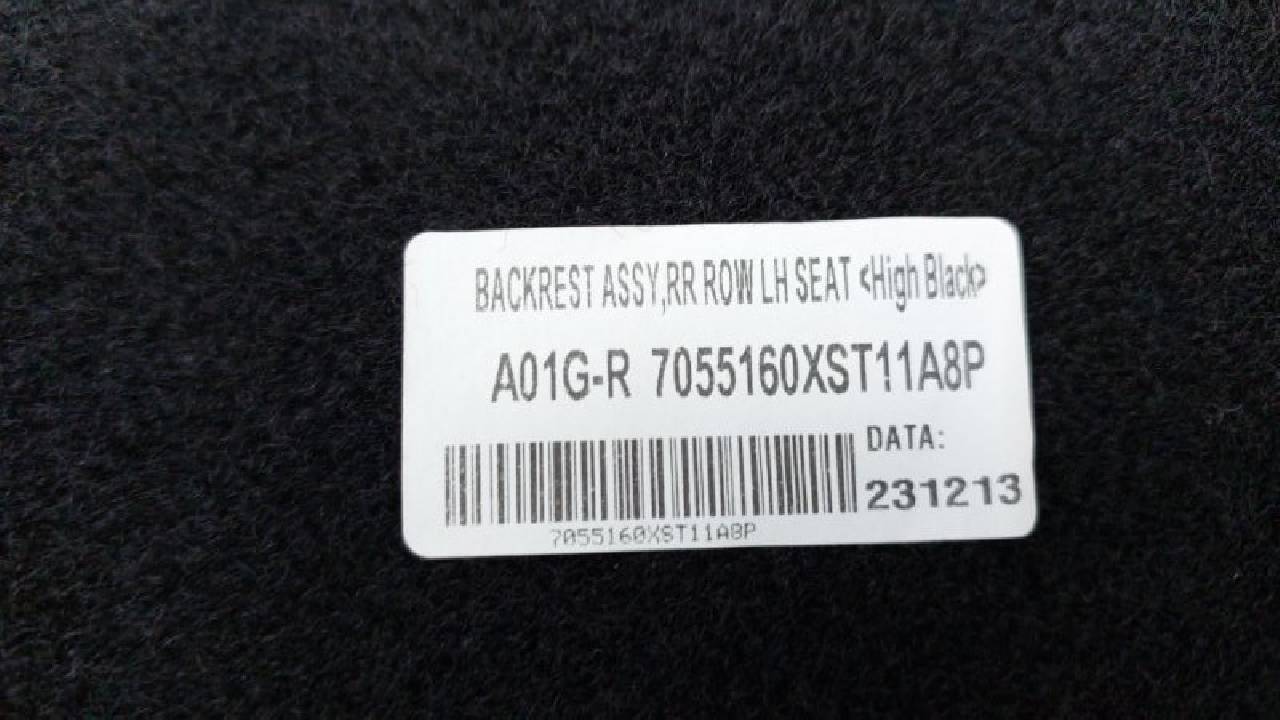 BACKREST ASSY,RR ROW LH SEAT <High Black>
A01G-R 7055160XST11A8P
DATA:
231213
7055160XST11A8P